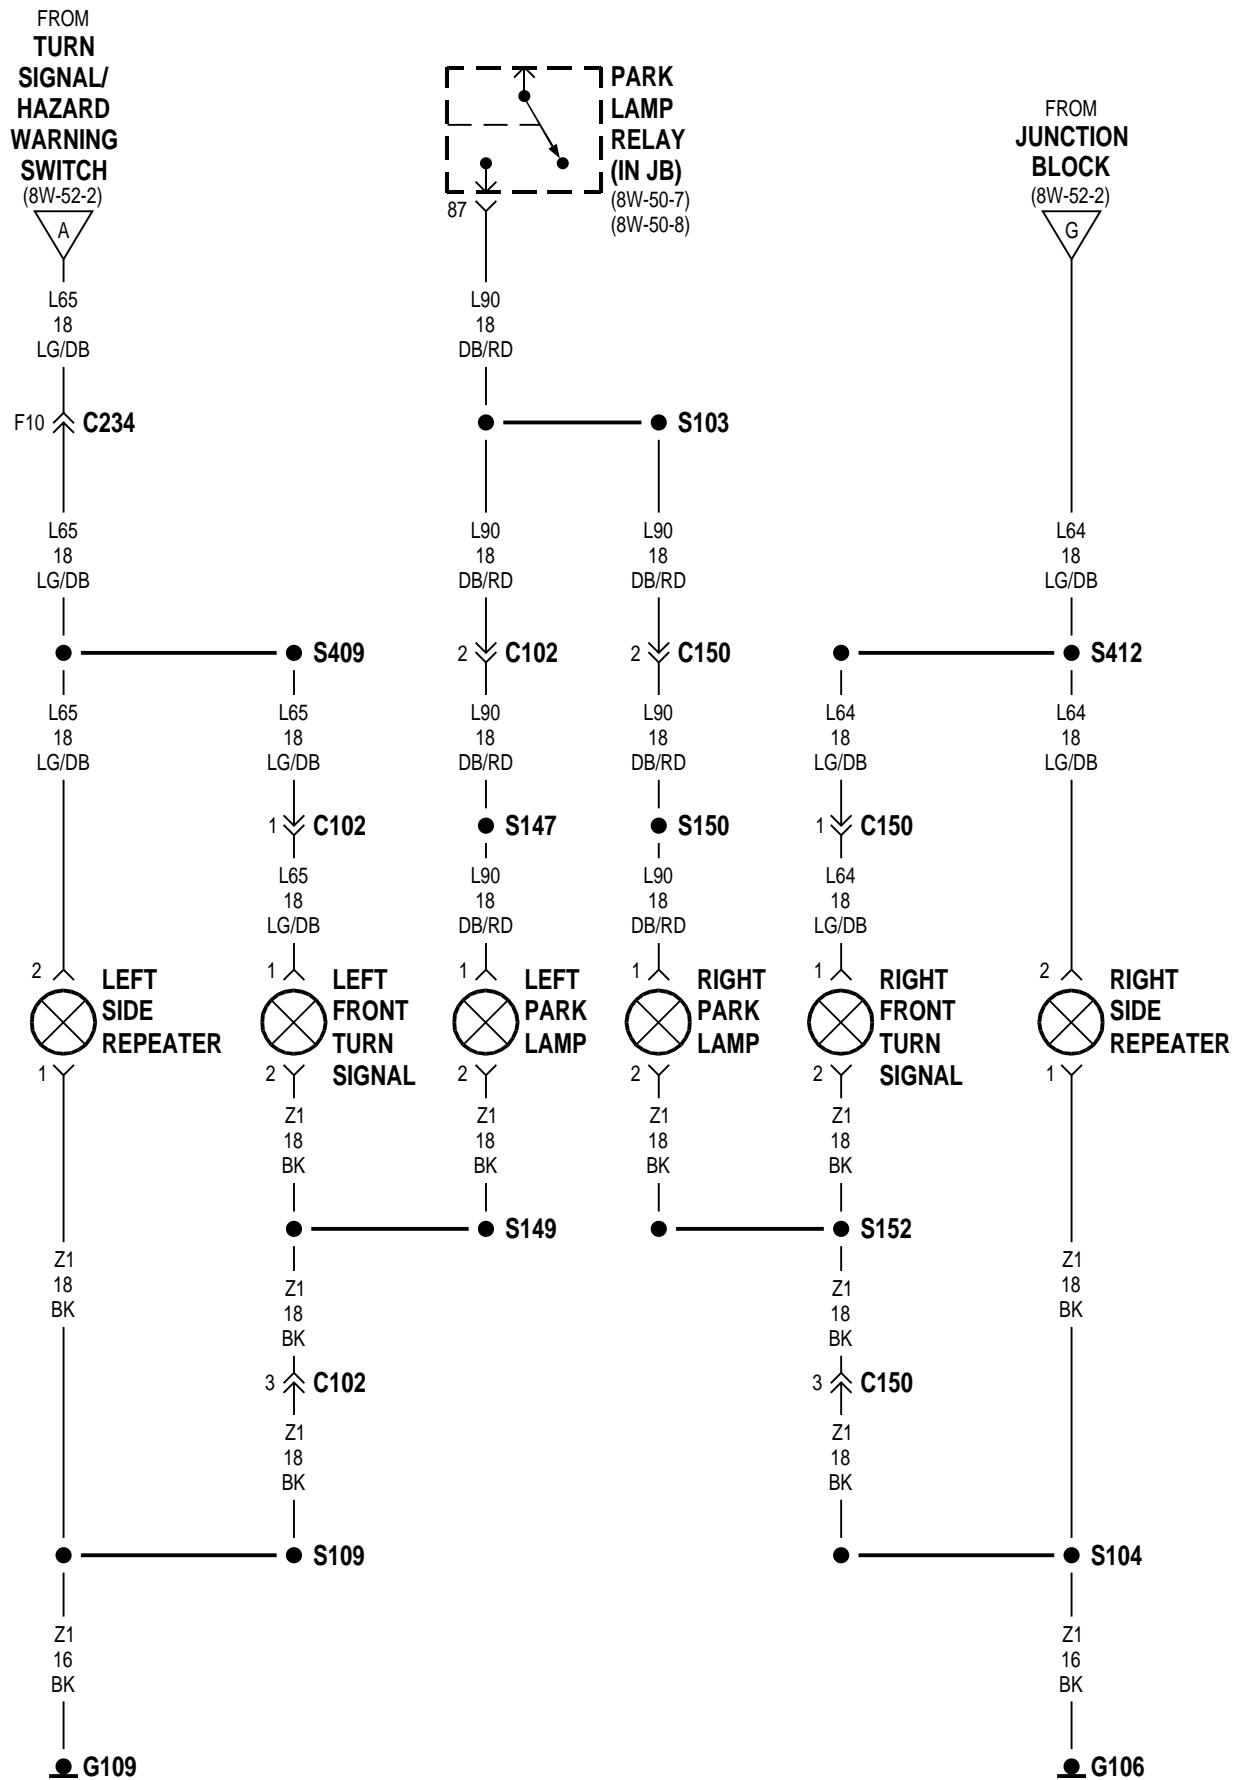 FROM
TURN
SIGNAL/
HAZARD
WARNING
SWITCH
(8W-52-2)
A
PARK
LAMP
RELAY
(IN JB)
(8W-50-7)
(8W-50-8)
87
FROM
JUNCTION
BLOCK
(8W-52-2)
G
L65
18
LG/DB
L90
18
DB/RD
F10 C234
S103
L65
18
LG/DB
L90
18
DB/RD
L90
18
DB/RD
L64
18
LG/DB
S409
2 C102
2 C150
S412
L65
18
LG/DB
L65
18
LG/DB
L90
18
DB/RD
L90
18
DB/RD
L64
18
LG/DB
L64
18
LG/DB
1 C102
S147
S150
1 C150
L65
18
LG/DB
L90
18
DB/RD
L90
18
DB/RD
L64
18
LG/DB
2
LEFT
SIDE
REPEATER
1
1
LEFT
FRONT
TURN
SIGNAL
2
1
LEFT
PARK
LAMP
2
1
RIGHT
PARK
LAMP
2
1
RIGHT
FRONT
TURN
SIGNAL
2
2
RIGHT
SIDE
REPEATER
1
Z1
18
BK
Z1
18
BK
Z1
18
BK
Z1
18
BK
S149
S152
Z1
18
BK
Z1
18
BK
Z1
18
BK
Z1
18
BK
3 C102
3 C150
Z1
18
BK
Z1
18
BK
S109
S104
Z1
16
BK
Z1
16
BK
G109
G106